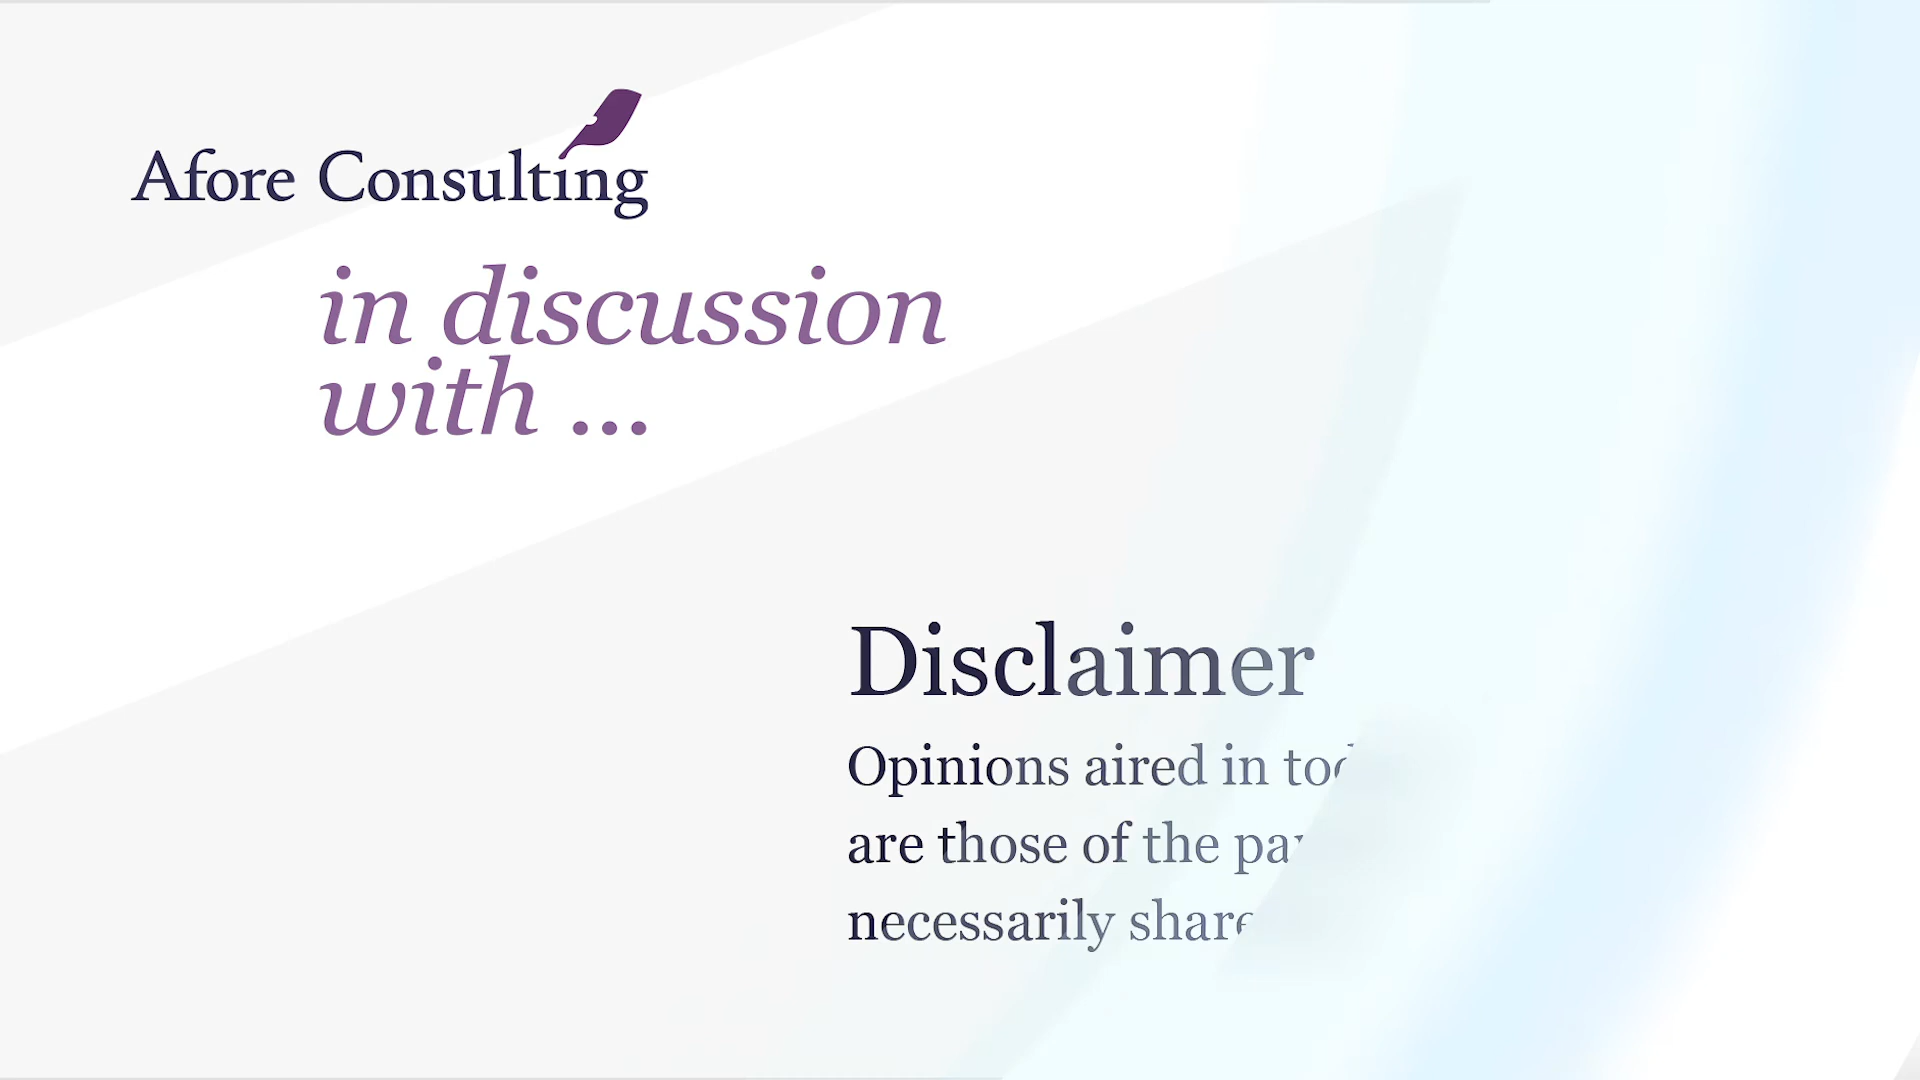 Afore Consulting
in discussion
with ...
Disclaimer
Opinions aired in
are those of the
necessarily